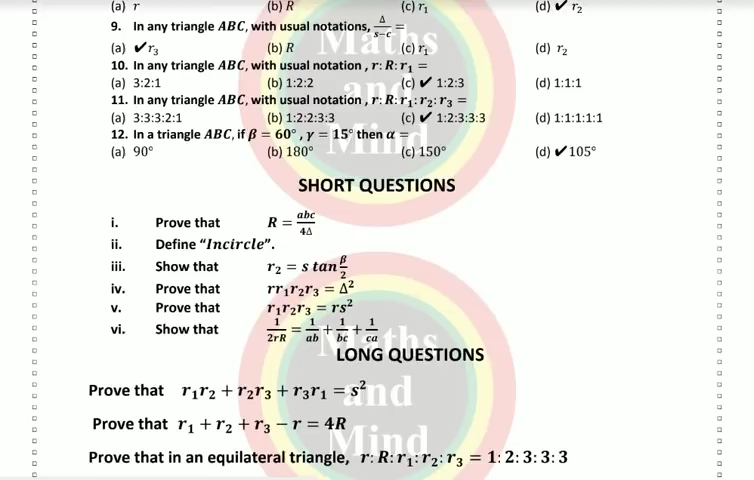 (a) r (b) R (c) r₁ (d) ✔ r₂
9. In any triangle ABC, with usual notations, Δ/(s−c) =
(a) ✔r₃ (b) R (c) r₁ (d) r₂
10. In any triangle ABC, with usual notation , r: R: r₁ =
(a) 3:2:1 (b) 1:2:2 (c) ✔ 1:2:3 (d) 1:1:1
11. In any triangle ABC, with usual notation , r: R: r₁: r₂: r₃ =
(a) 3:3:3:2:1 (b) 1:2:2:3:3 (c) ✔ 1:2:3:3:3 (d) 1:1:1:1:1
12. In a triangle ABC, if β = 60° , γ = 15° then α =
(a) 90° (b) 180° (c) 150° (d) ✔105°
SHORT QUESTIONS
i. Prove that R = abc/4Δ
ii. Define "Incircle".
iii. Show that r₂ = s tan β/2
iv. Prove that rr₁r₂r₃ = Δ²
v. Prove that r₁r₂r₃ = rs²
vi. Show that 1/2rR = 1/ab + 1/bc + 1/ca
LONG QUESTIONS
Prove that r₁r₂ + r₂r₃ + r₃r₁ = s²
Prove that r₁ + r₂ + r₃ − r = 4R
Prove that in an equilateral triangle, r: R: r₁: r₂: r₃ = 1: 2: 3: 3: 3
Maths
and
Mind
Maths
and
Mind